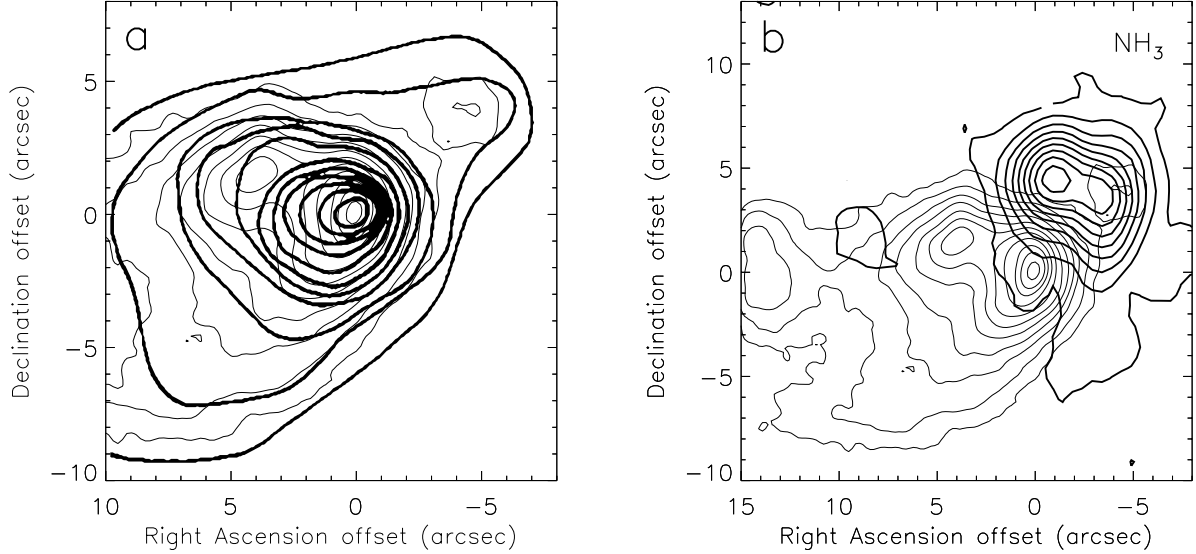 a
5
0
−5
−10
10 5 0 −5
Declination offset (arcsec)
Right Ascension offset (arcsec)
b
NH3
10
5
0
−5
−10
15 10 5 0 −5
Declination offset (arcsec)
Right Ascension offset (arcsec)